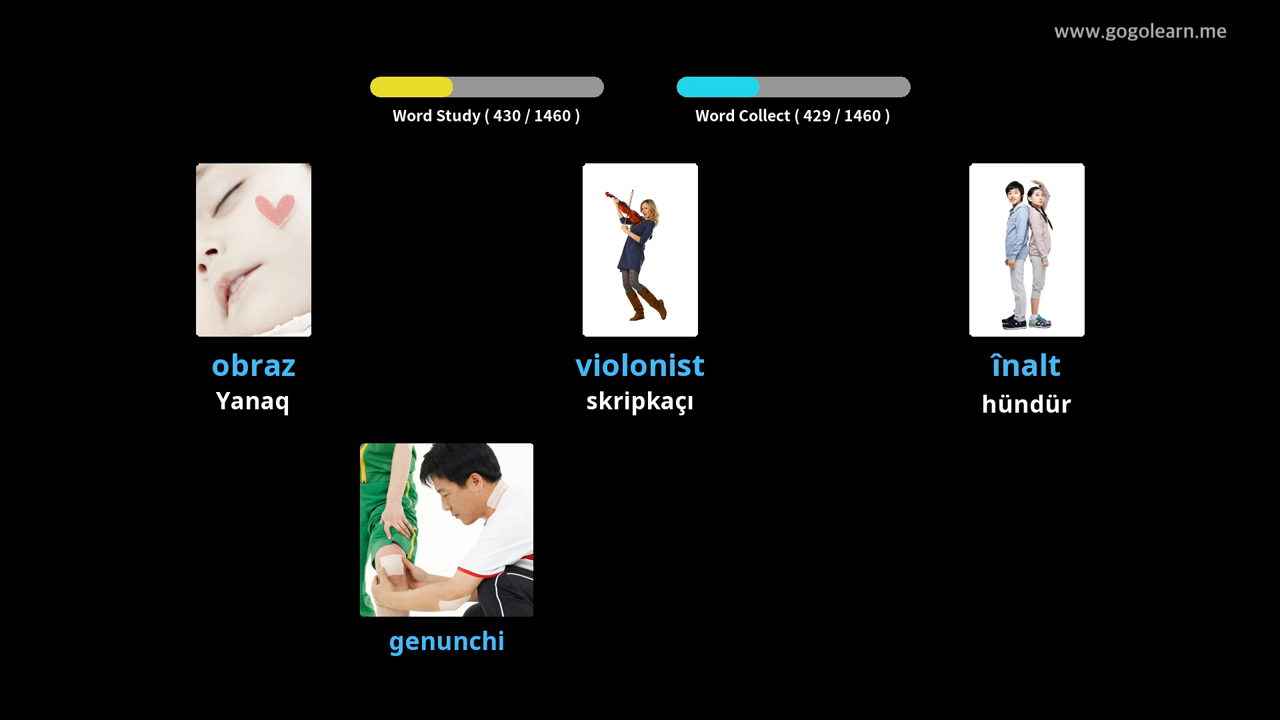 www.gogolearn.me
Word Study ( 430 / 1460 )
Word Collect ( 429 / 1460 )
obraz
Yanaq
violonist
skripkaçı
înalt
hündür
genunchi